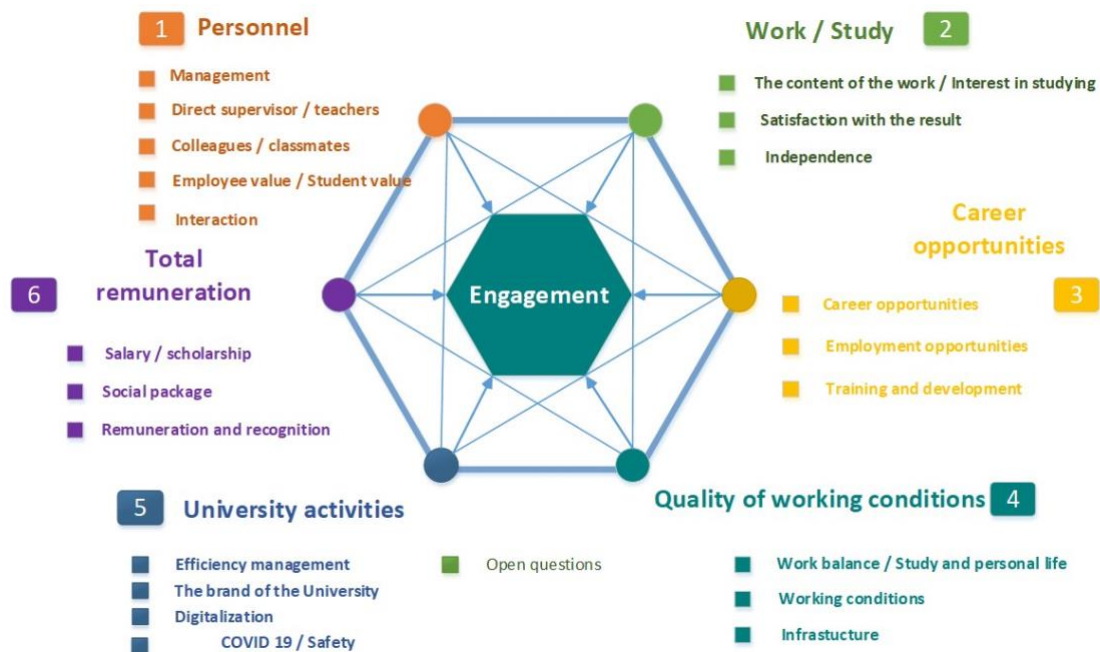 1 Personnel
Management
Direct supervisor / teachers
Colleagues / classmates
Employee value / Student value
Interaction
Work / Study 2
The content of the work / Interest in studying
Satisfaction with the result
Independence
Career
opportunities
3
Career opportunities
Employment opportunities
Training and development
Engagement
Total
6 remuneration
Salary / scholarship
Social package
Remuneration and recognition
5 University activities
Efficiency management
The brand of the University
Digitalization
COVID 19 / Safety
Open questions
Quality of working conditions 4
Work balance / Study and personal life
Working conditions
Infrastucture